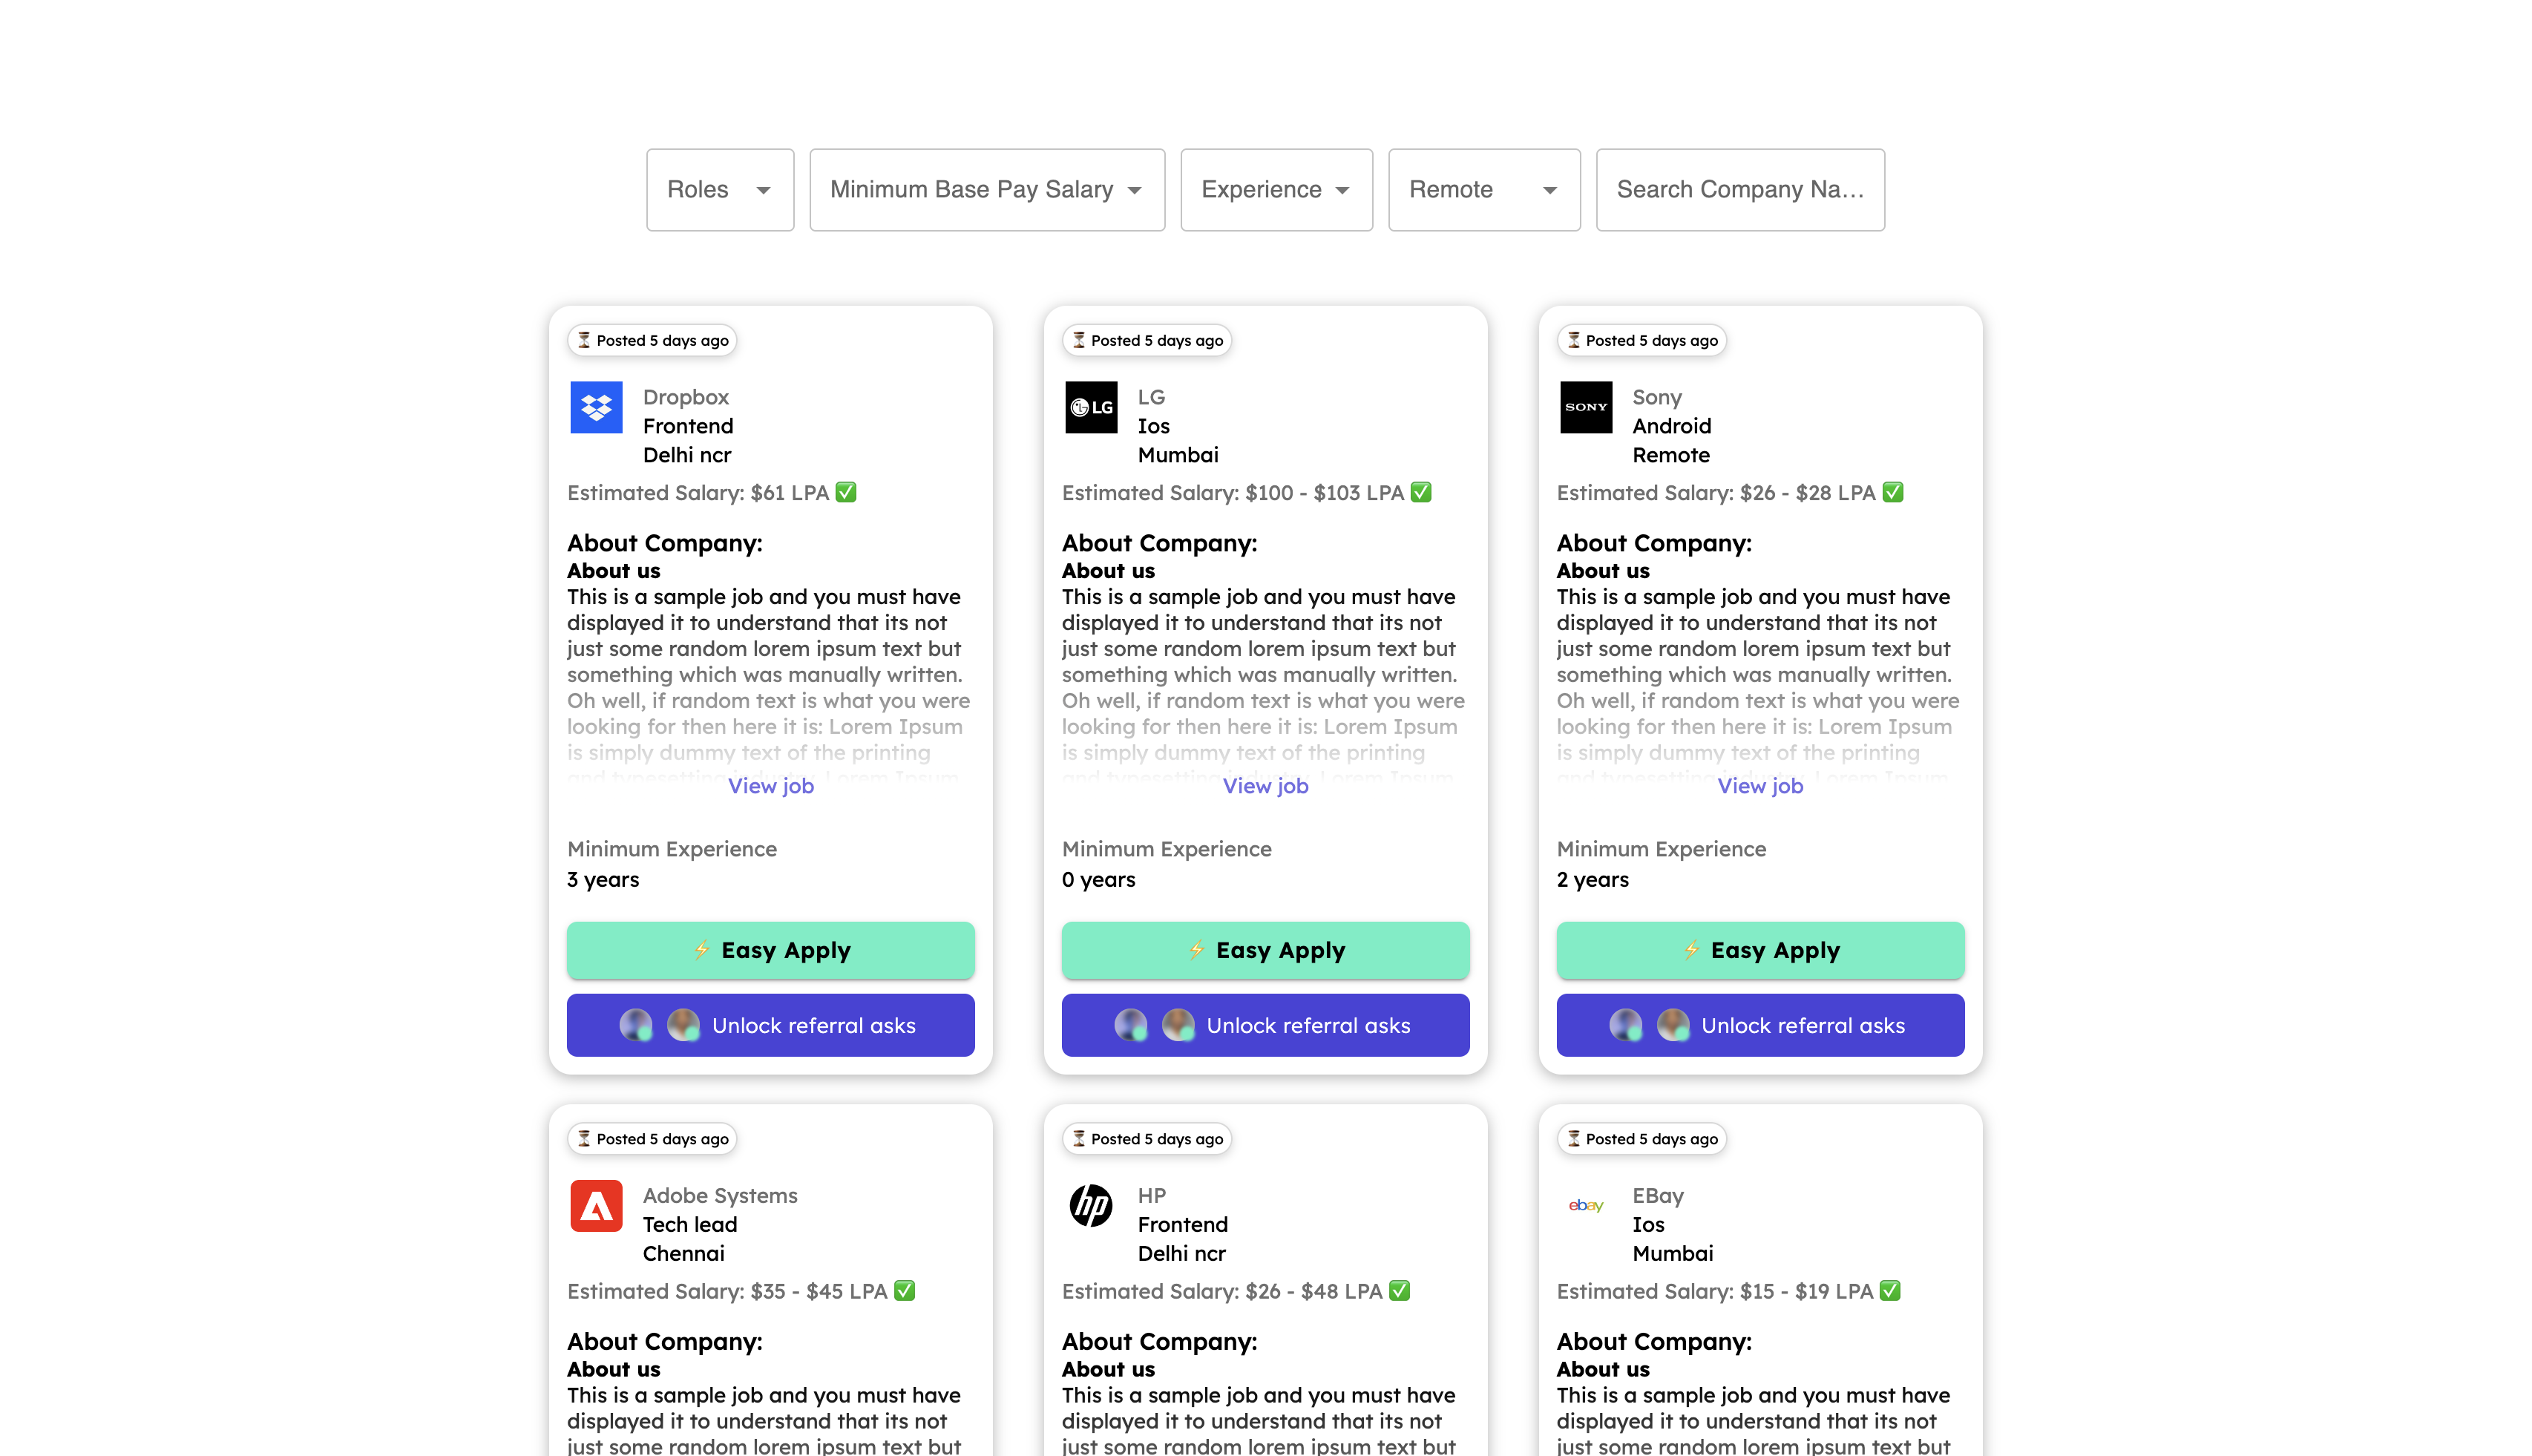 Roles
Minimum Base Pay Salary
Experience
Remote
Search Company Na...
⏳ Posted 5 days ago
Dropbox
Frontend
Delhi ncr
Estimated Salary: $61 LPA ✅
About Company:
About us
This is a sample job and you must have
displayed it to understand that its not
just some random lorem ipsum text but
something which was manually written.
Oh well, if random text is what you were
looking for then here it is: Lorem Ipsum
is simply dummy text of the printing
and typesetting industry. Lorem Ipsum
View job
Minimum Experience
3 years
⚡ Easy Apply
Unlock referral asks
⏳ Posted 5 days ago
LG
LG
Ios
Mumbai
Estimated Salary: $100 - $103 LPA ✅
About Company:
About us
This is a sample job and you must have
displayed it to understand that its not
just some random lorem ipsum text but
something which was manually written.
Oh well, if random text is what you were
looking for then here it is: Lorem Ipsum
is simply dummy text of the printing
and typesetting industry. Lorem Ipsum
View job
Minimum Experience
0 years
⚡ Easy Apply
Unlock referral asks
⏳ Posted 5 days ago
SONY
Sony
Android
Remote
Estimated Salary: $26 - $28 LPA ✅
About Company:
About us
This is a sample job and you must have
displayed it to understand that its not
just some random lorem ipsum text but
something which was manually written.
Oh well, if random text is what you were
looking for then here it is: Lorem Ipsum
is simply dummy text of the printing
and typesetting industry. Lorem Ipsum
View job
Minimum Experience
2 years
⚡ Easy Apply
Unlock referral asks
⏳ Posted 5 days ago
Adobe Systems
Tech lead
Chennai
Estimated Salary: $35 - $45 LPA ✅
About Company:
About us
This is a sample job and you must have
displayed it to understand that its not
just some random lorem ipsum text but
⏳ Posted 5 days ago
hp
HP
Frontend
Delhi ncr
Estimated Salary: $26 - $48 LPA ✅
About Company:
About us
This is a sample job and you must have
displayed it to understand that its not
just some random lorem ipsum text but
⏳ Posted 5 days ago
ebay
EBay
Ios
Mumbai
Estimated Salary: $15 - $19 LPA ✅
About Company:
About us
This is a sample job and you must have
displayed it to understand that its not
just some random lorem ipsum text but